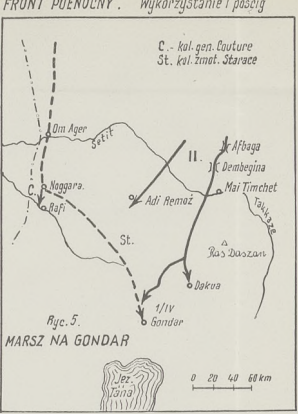 FRONT PÓŁNOCNY. Wykorzystanie i pościg
C.- kol. gen. Couture
St. kol. zmot. Starace
Om Ager
Setit
II.
Afbaga
Dembegina
Mai Timchet
C.
Noggara.
Rafi
Adi Remoz
Takkaze
St.
Ras Daszan
Dakua
1/IV
Gondar
Ryc. 5.
MARSZ NA GONDAR
Jez.
Tana
0 20 40 60 km